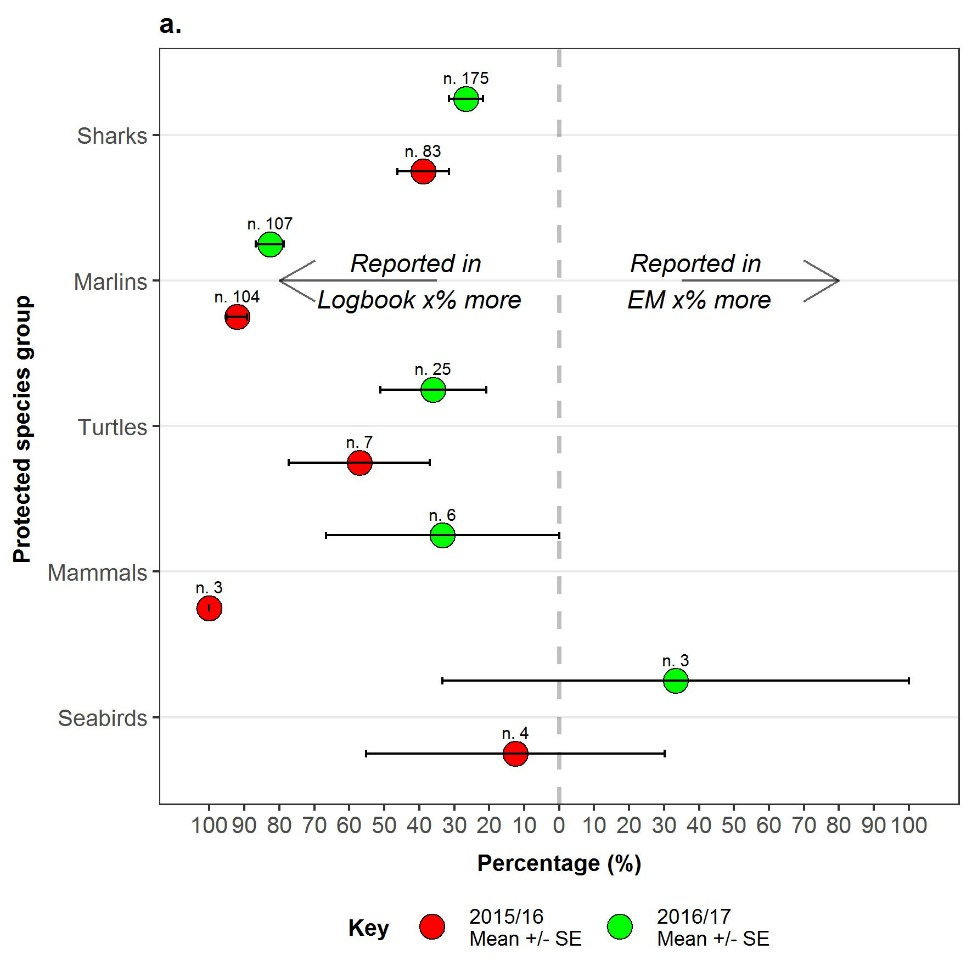 a.
n. 175
Sharks
n. 83
n. 107
Marlins
Reported in
Logbook x% more
Reported in
EM x% more
n. 104
n. 25
Turtles
n. 7
n. 6
Mammals
n. 3
n. 3
Seabirds
n. 4
Protected species group
100 90 80 70 60 50 40 30 20 10 0 10 20 30 40 50 60 70 80 90 100
Percentage (%)
Key
2015/16
Mean +/- SE
2016/17
Mean +/- SE